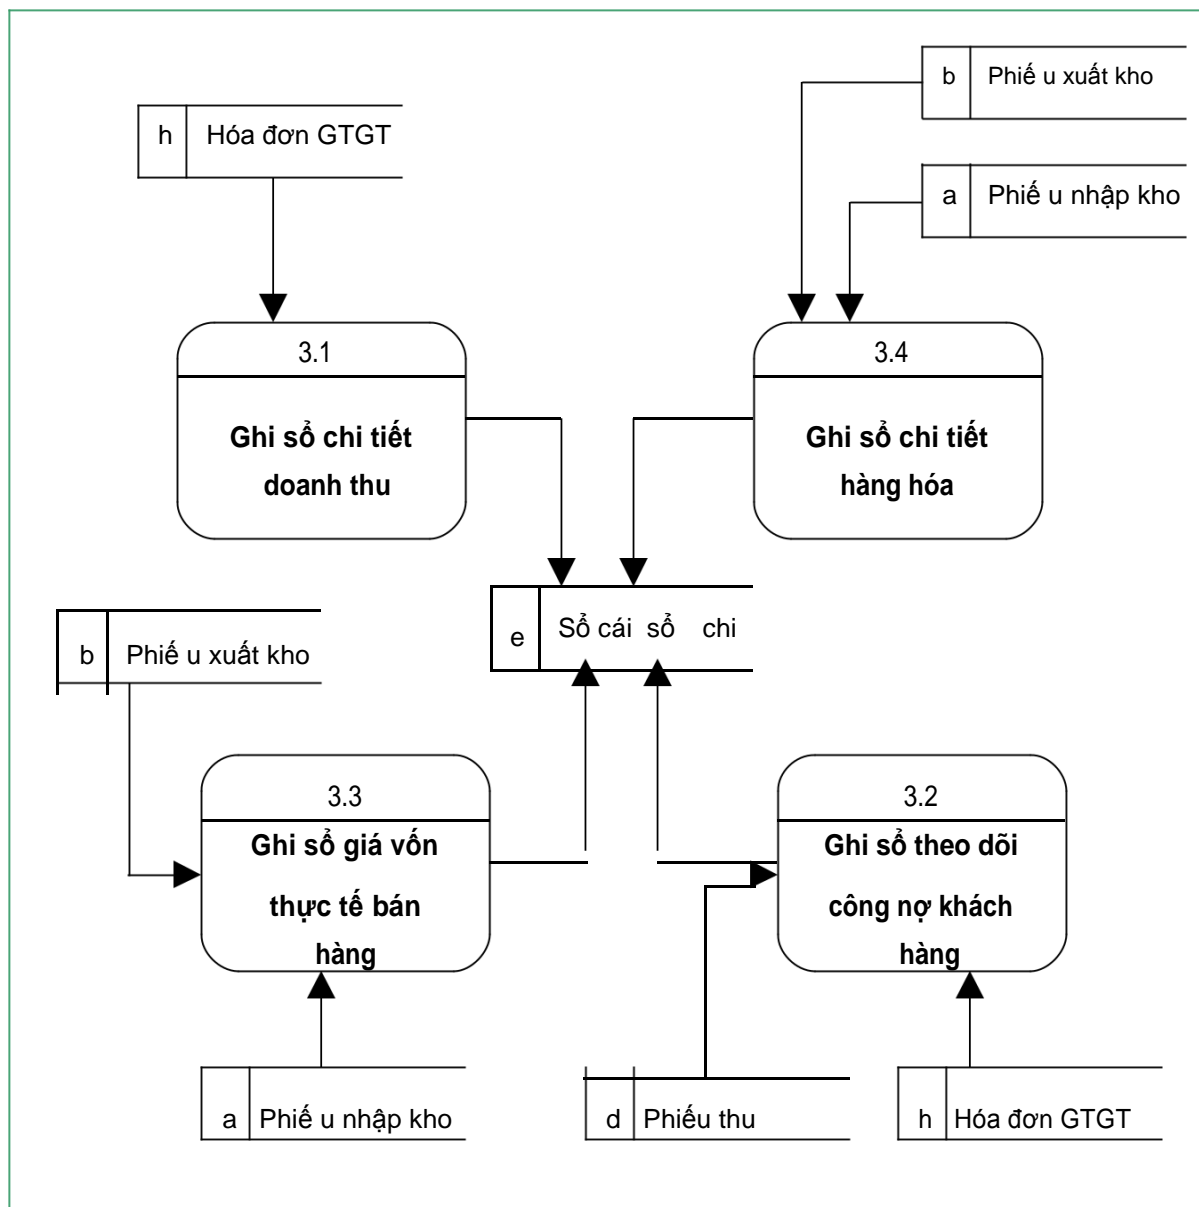 b Phiế u xuất kho
h Hóa đơn GTGT
a Phiế u nhập kho
3.1
Ghi sổ chi tiết
doanh thu
3.4
Ghi sổ chi tiết
hàng hóa
e Sổ cái sổ chi
b Phiế u xuất kho
3.3
Ghi sổ giá vốn
thực tế bán
hàng
3.2
Ghi sổ theo dõi
công nợ khách
hàng
a Phiế u nhập kho
d Phiếu thu
h Hóa đơn GTGT